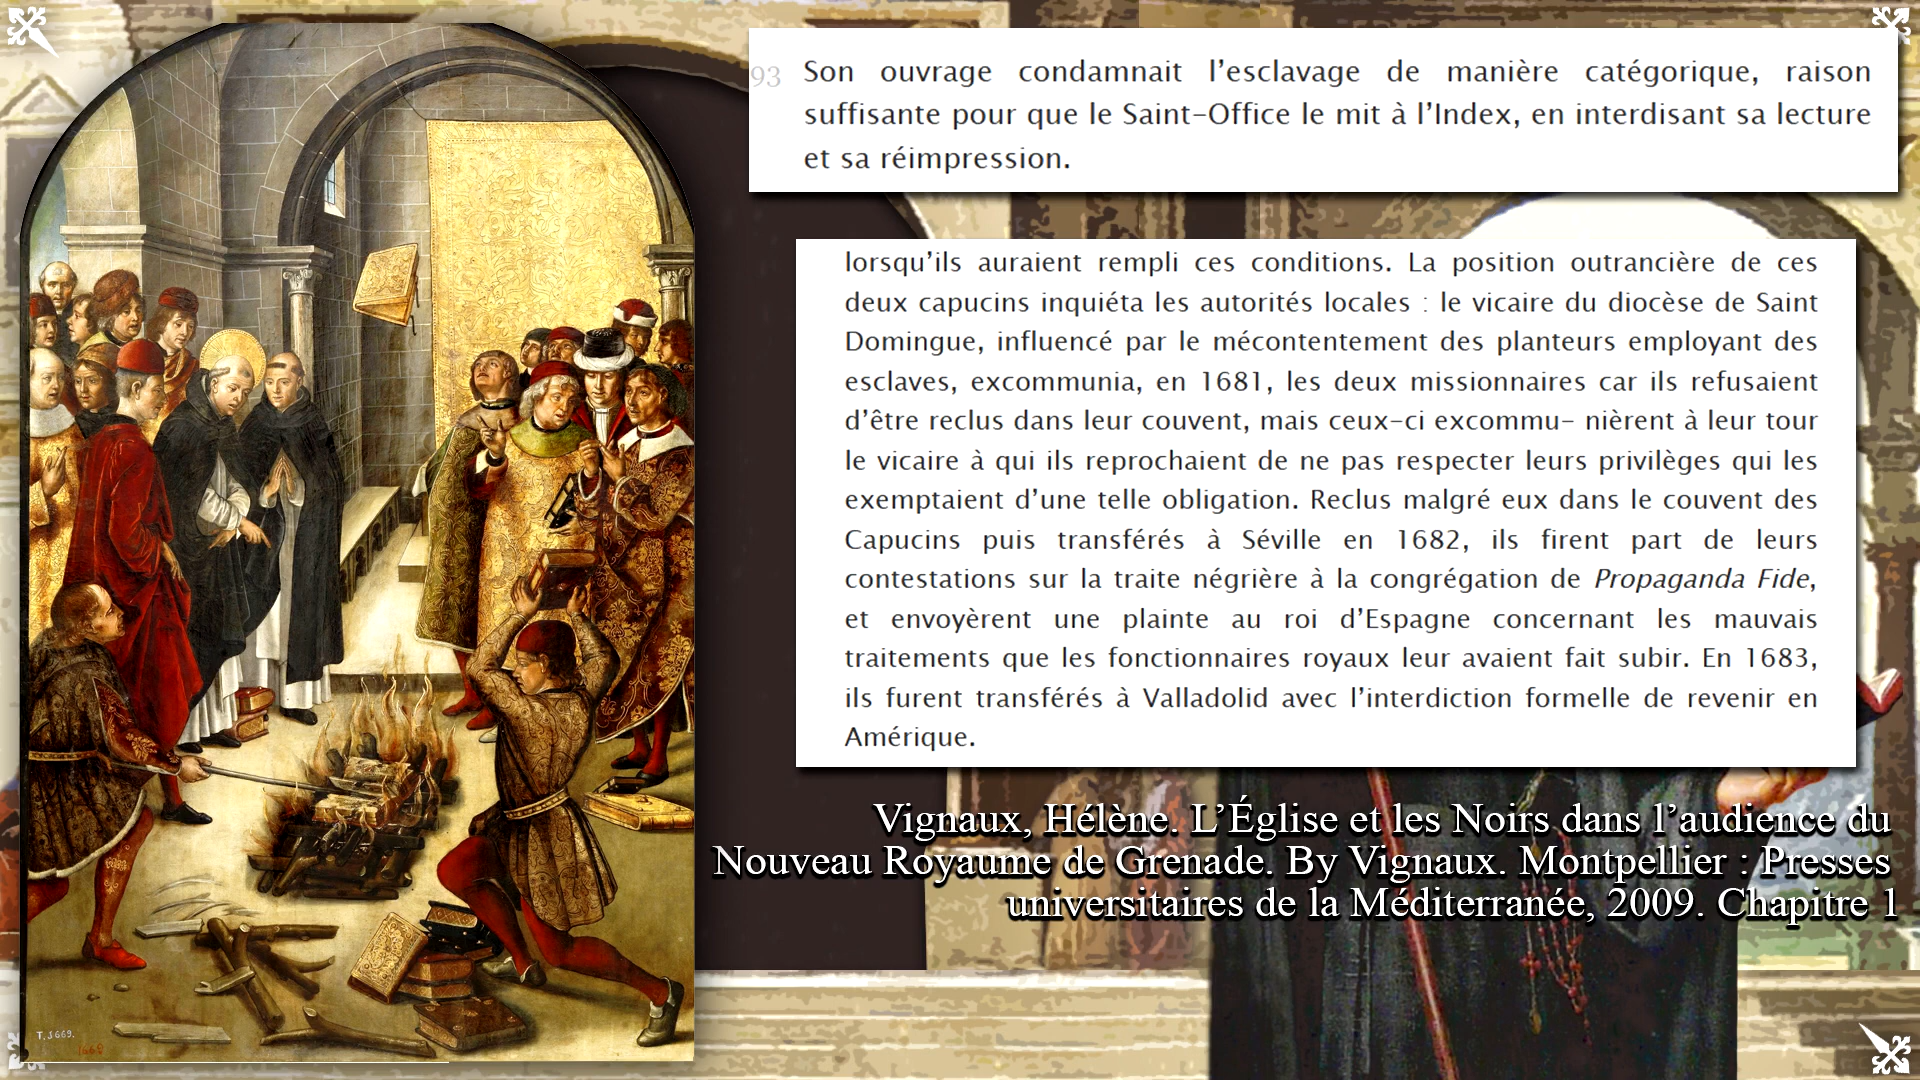 93 Son ouvrage condamnait l’esclavage de manière catégorique, raison
suffisante pour que le Saint-Office le mit à l’Index, en interdisant sa lecture
et sa réimpression.
lorsqu’ils auraient rempli ces conditions. La position outrancière de ces
deux capucins inquiéta les autorités locales : le vicaire du diocèse de Saint
Domingue, influencé par le mécontentement des planteurs employant des
esclaves, excommunia, en 1681, les deux missionnaires car ils refusaient
d’être reclus dans leur couvent, mais ceux-ci excommu- nièrent à leur tour
le vicaire à qui ils reprochaient de ne pas respecter leurs privilèges qui les
exemptaient d’une telle obligation. Reclus malgré eux dans le couvent des
Capucins puis transférés à Séville en 1682, ils firent part de leurs
contestations sur la traite négrière à la congrégation de Propaganda Fide,
et envoyèrent une plainte au roi d’Espagne concernant les mauvais
traitements que les fonctionnaires royaux leur avaient fait subir. En 1683,
ils furent transférés à Valladolid avec l’interdiction formelle de revenir en
Amérique.
Vignaux, Hélène. L’Église et les Noirs dans l’audience du
Nouveau Royaume de Grenade. By Vignaux. Montpellier : Presses
universitaires de la Méditerranée, 2009. Chapitre 1
T. 1669.